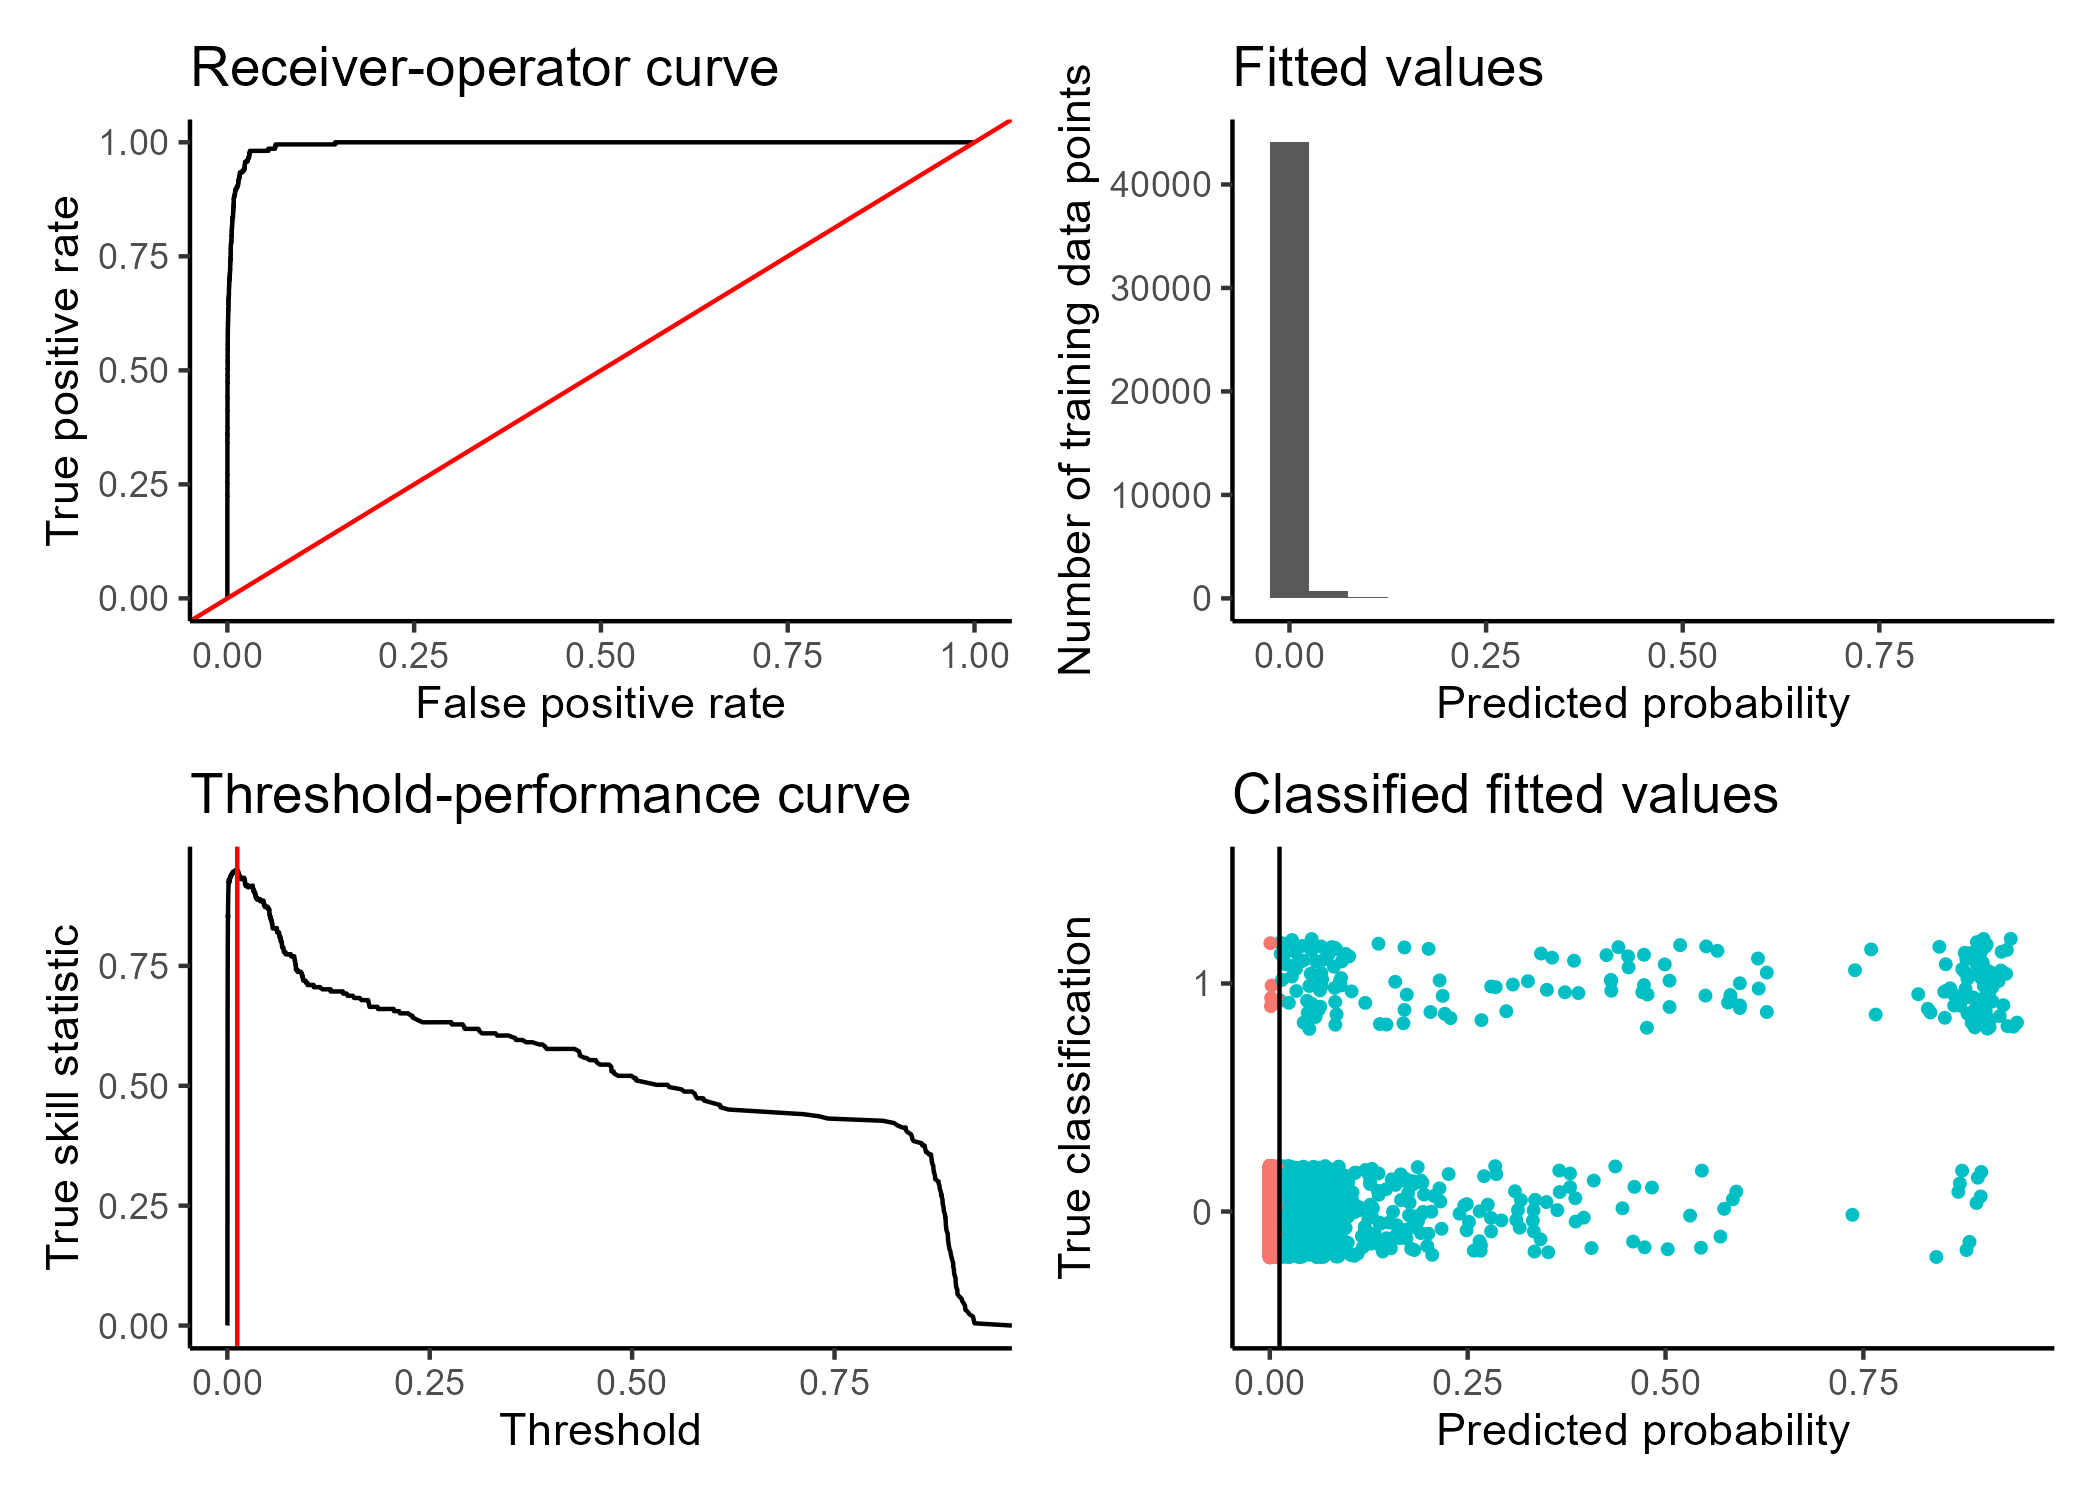 Receiver-operator curve
True positive rate
1.00
0.75
0.50
0.25
0.00
0.00 0.25 0.50 0.75 1.00
False positive rate
Fitted values
Number of training data points
40000
30000
20000
10000
0
0.00 0.25 0.50 0.75
Predicted probability
Threshold-performance curve
True skill statistic
0.75
0.50
0.25
0.00
0.00 0.25 0.50 0.75
Threshold
Classified fitted values
True classification
1
0
0.00 0.25 0.50 0.75
Predicted probability